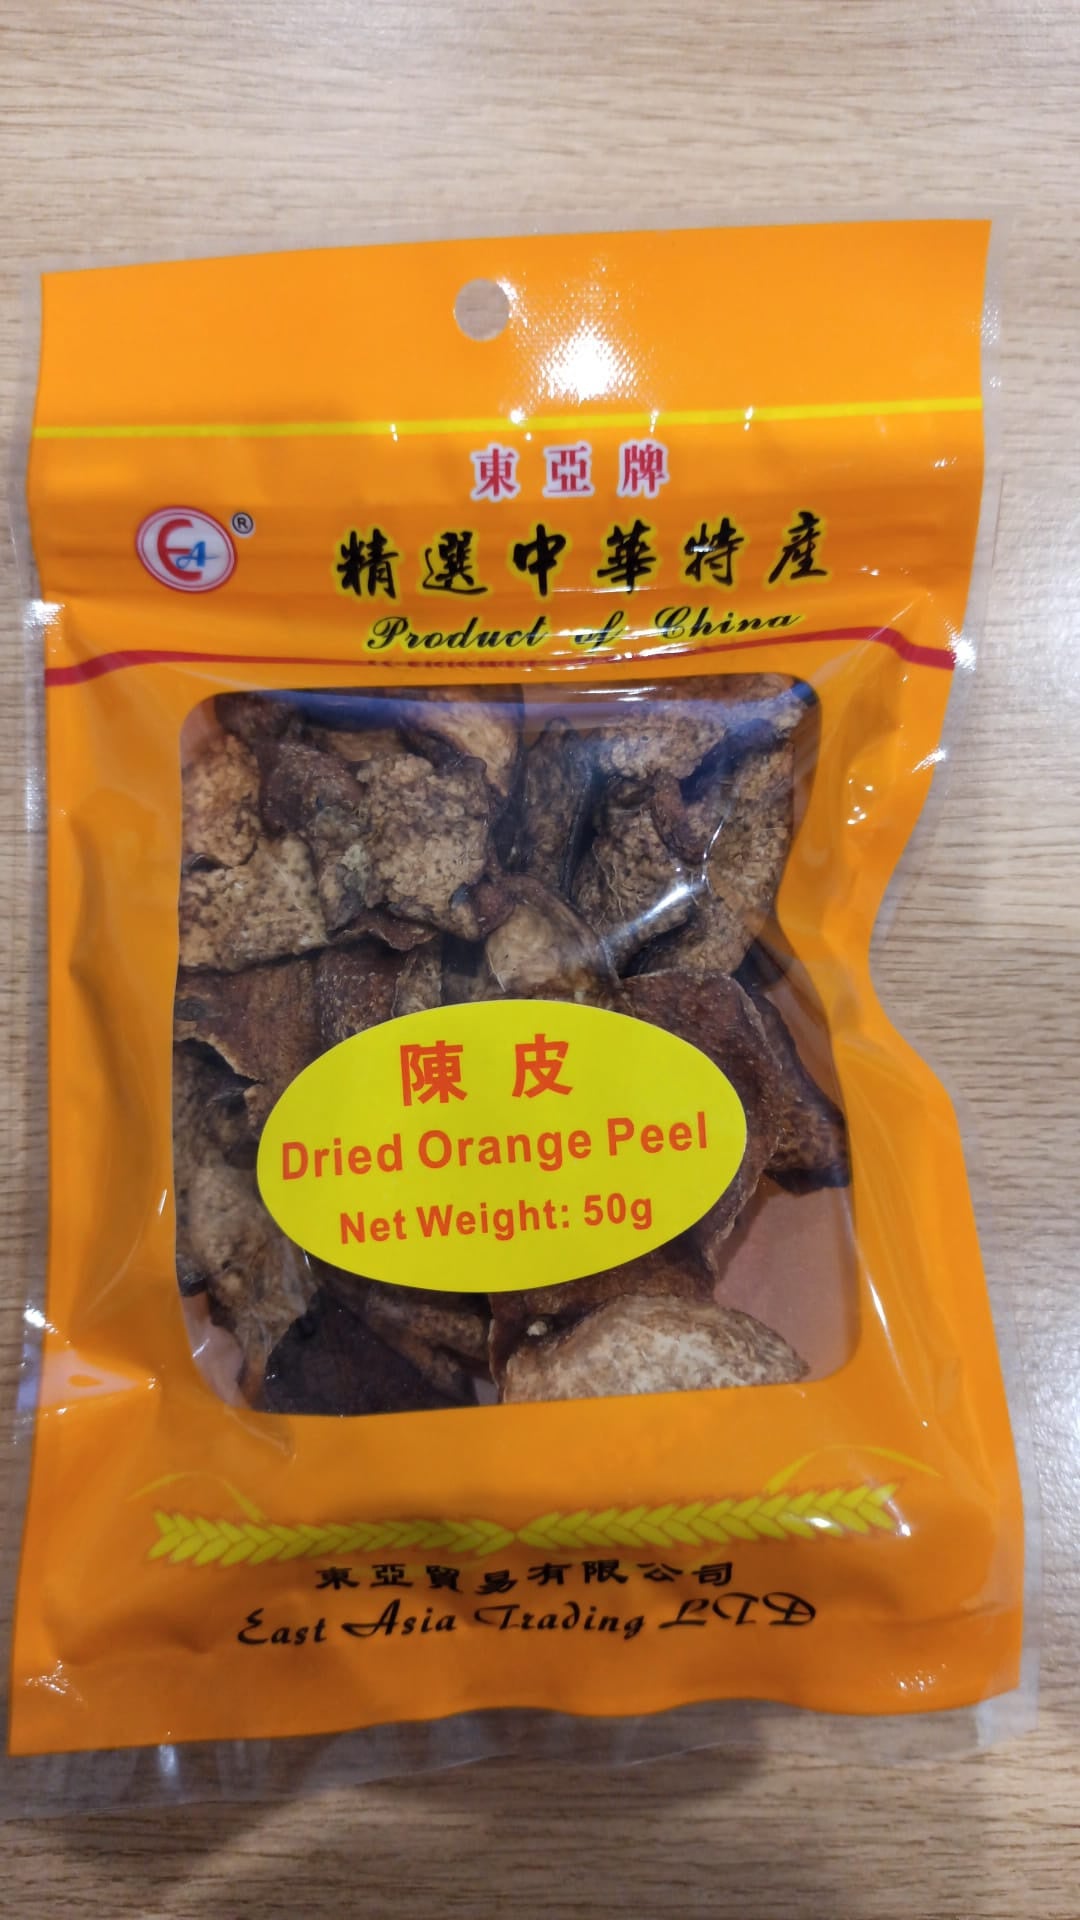 東亞牌
EA ®
精選中華特產
Product of China
陳皮
Dried Orange Peel
Net Weight: 50g
東亞貿易有限公司
East Asia Trading LTD